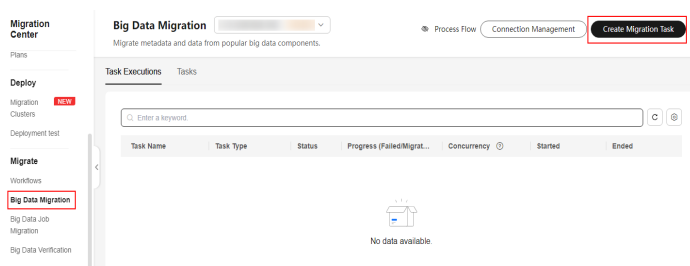 Migration
Center
Plans
Deploy
Migration NEW
Clusters
Deployment test
Migrate
Workflows
Big Data Migration
Big Data Job
Migration
Big Data Verification
Big Data Migration
Process Flow Connection Management Create Migration Task
Migrate metadata and data from popular big data components.
Task Executions Tasks
Enter a keyword.
Task Name Task Type Status Progress (Failed/Migrat... Concurrency Started Ended
No data available.